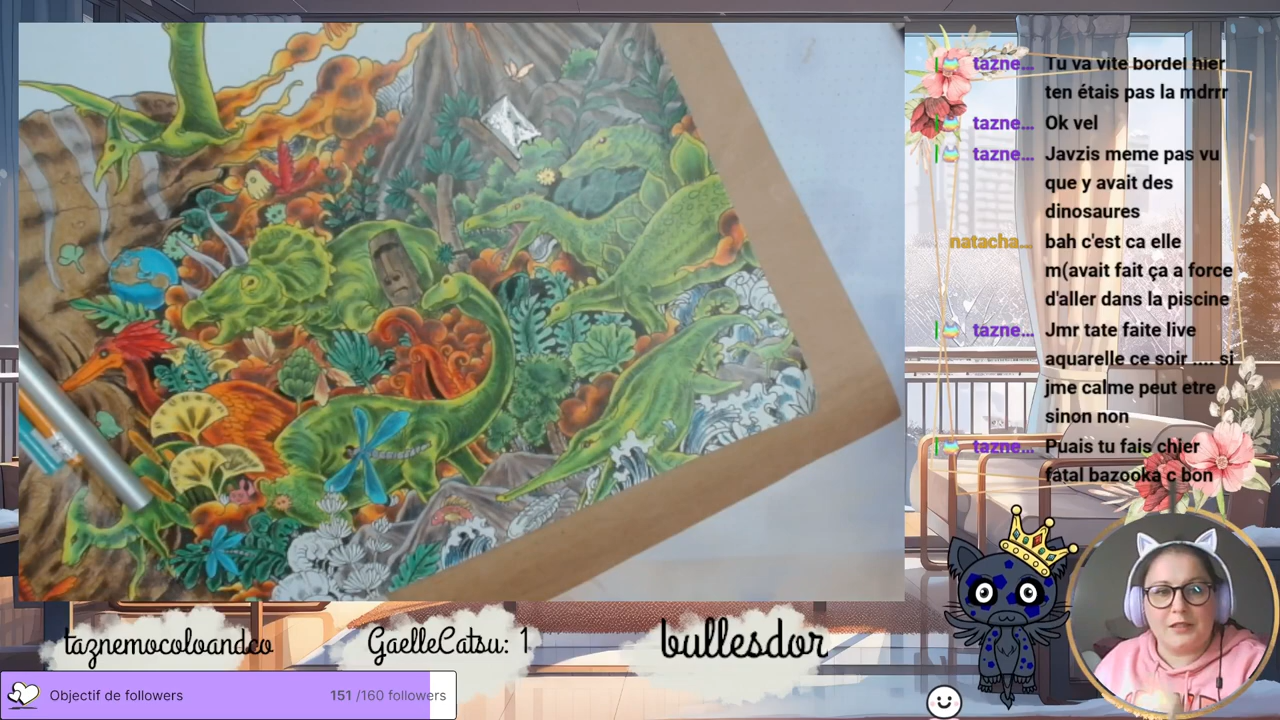 tazne... Tu va vite bordel hier
ten étais pas la mdrrr
tazne... Ok vel
tazne... Javzis meme pas vu
que y avait des
dinosaures
natacha... bah c'est ca elle
m(avait fait ça a force
d'aller dans la piscine
tazne... Jmr tate faite live
aquarelle ce soir .... si
jme calme peut etre
sinon non
tazne... Puais tu fais chier
fatal bazooka c bon
taznemocoloandco
GaelleCatsu: 1
bullesdor
Objectif de followers 151 /160 followers